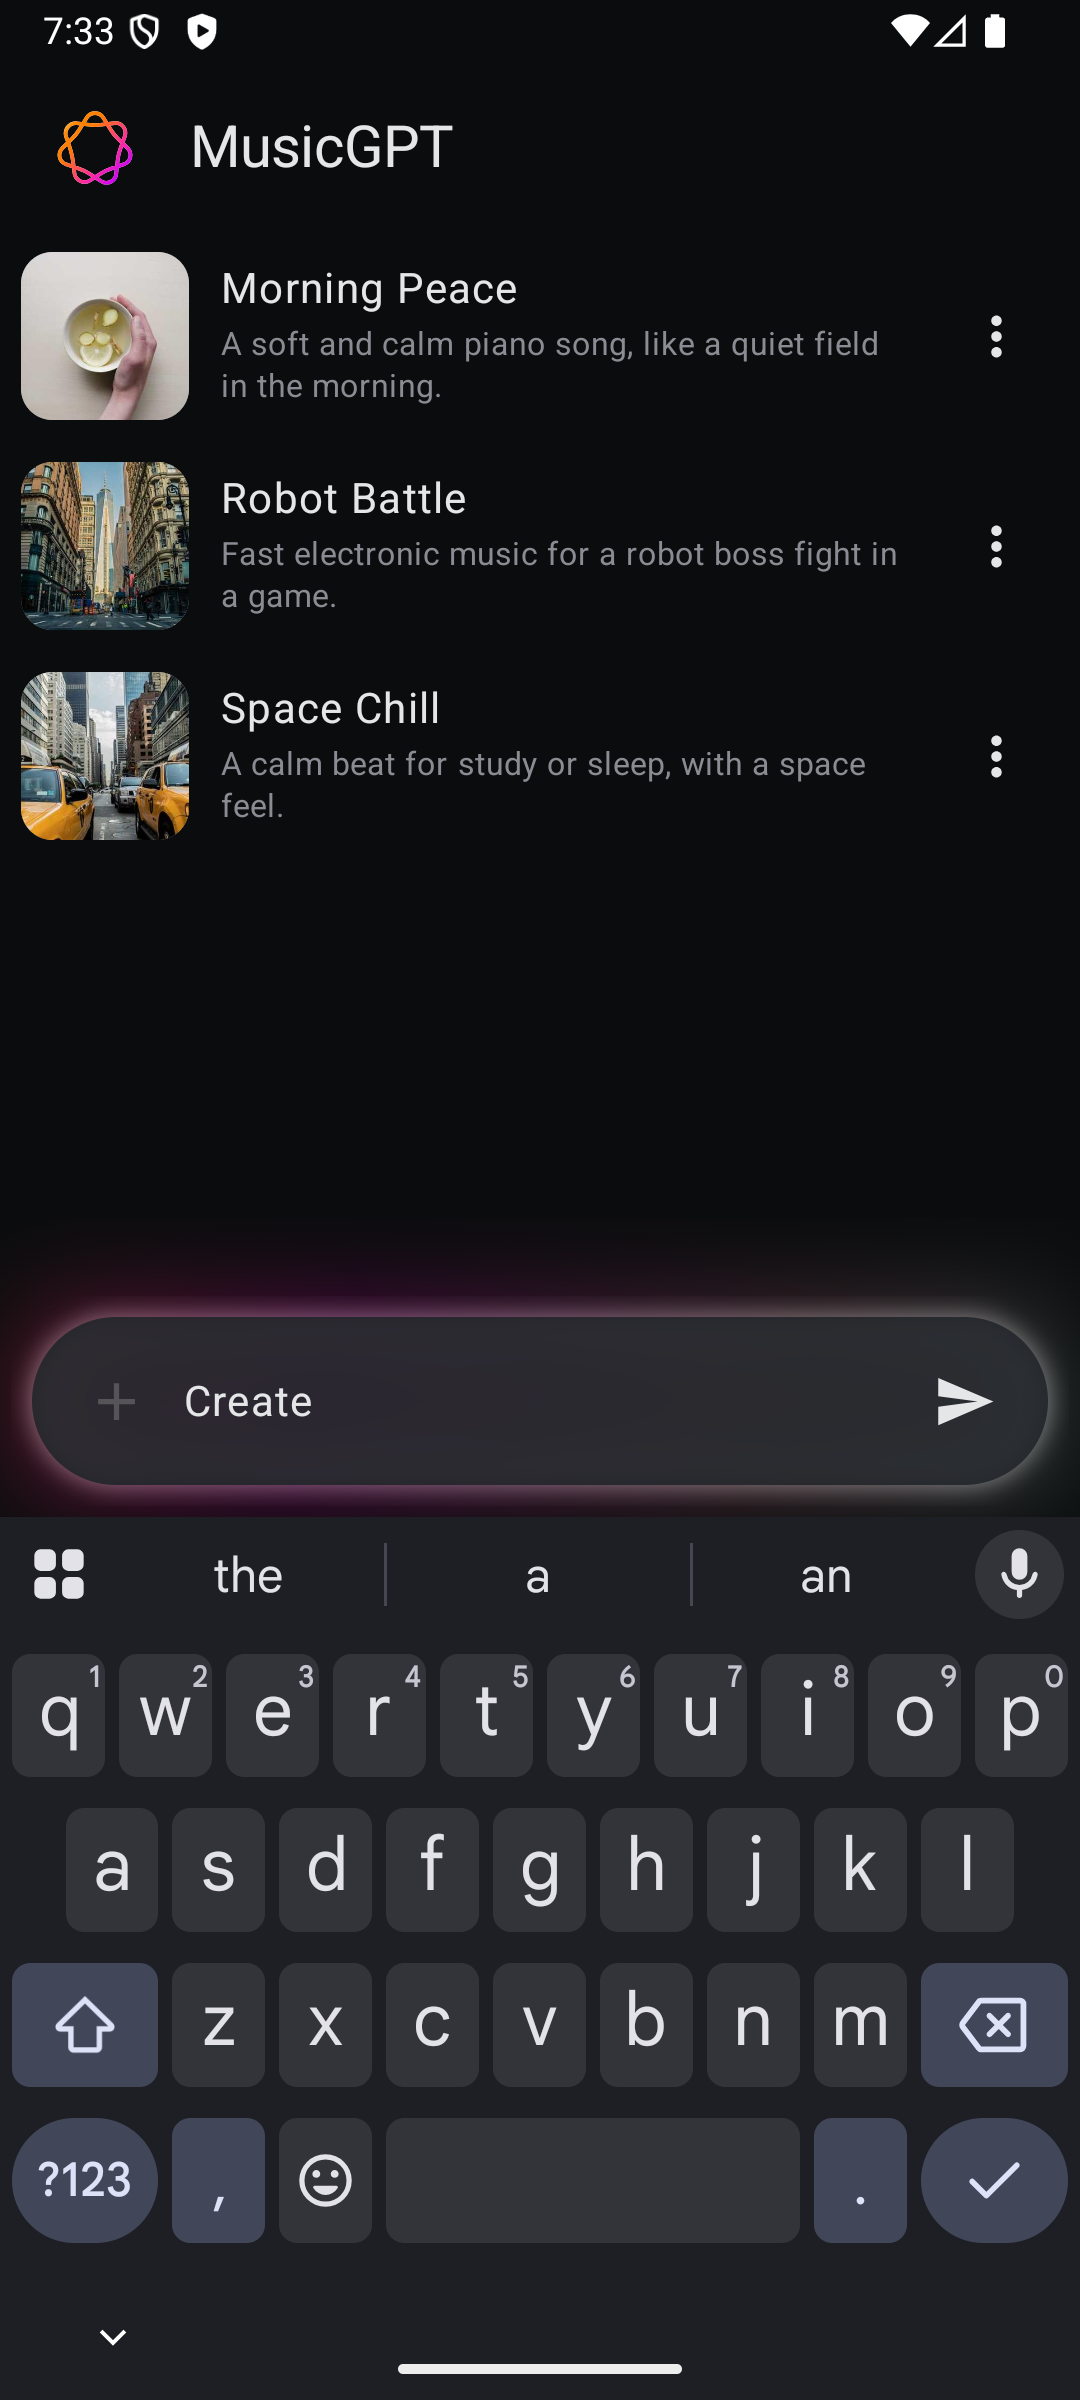 7:33
MusicGPT
Morning Peace
A soft and calm piano song, like a quiet field
in the morning.
Robot Battle
Fast electronic music for a robot boss fight in
a game.
Space Chill
A calm beat for study or sleep, with a space
feel.
Create
the a an
q 1 w 2 e 3 r 4 t 5 y 6 u 7 i 8 o 9 p 0
a s d f g h j k l
z x c v b n m
?123 , .